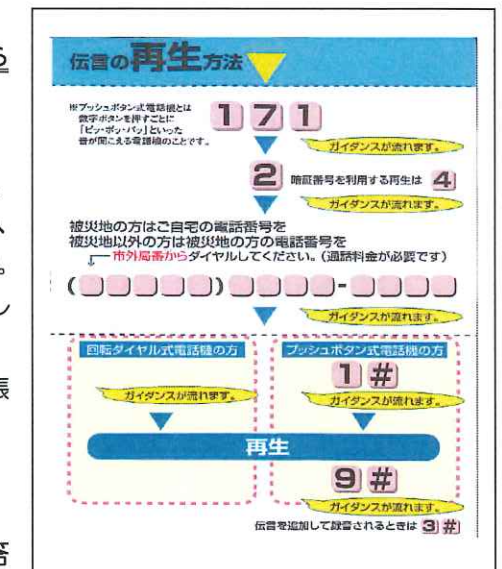 伝言の再生方法
※プッシュボタン式電話機とは
数字ボタンを押すごとに
「ピッ・ポッ・パッ」といった
音が聞こえる電話機のことです。
1 7 1
ガイダンスが流れます。
2 暗証番号を利用する再生は 4
ガイダンスが流れます。
被災地の方はご自宅の電話番号を
被災地以外の方は被災地の方の電話番号を
市外局番からダイヤルしてください。(通話料金が必要です)
(□□□□□)□□□□-□□□□
ガイダンスが流れます。
回転ダイヤル式電話機の方
プッシュボタン式電話機の方
1 #
ガイダンスが流れます。
ガイダンスが流れます。
再生
9 #
ガイダンスが流れます。
伝言を追加して録音されるときは 3 #